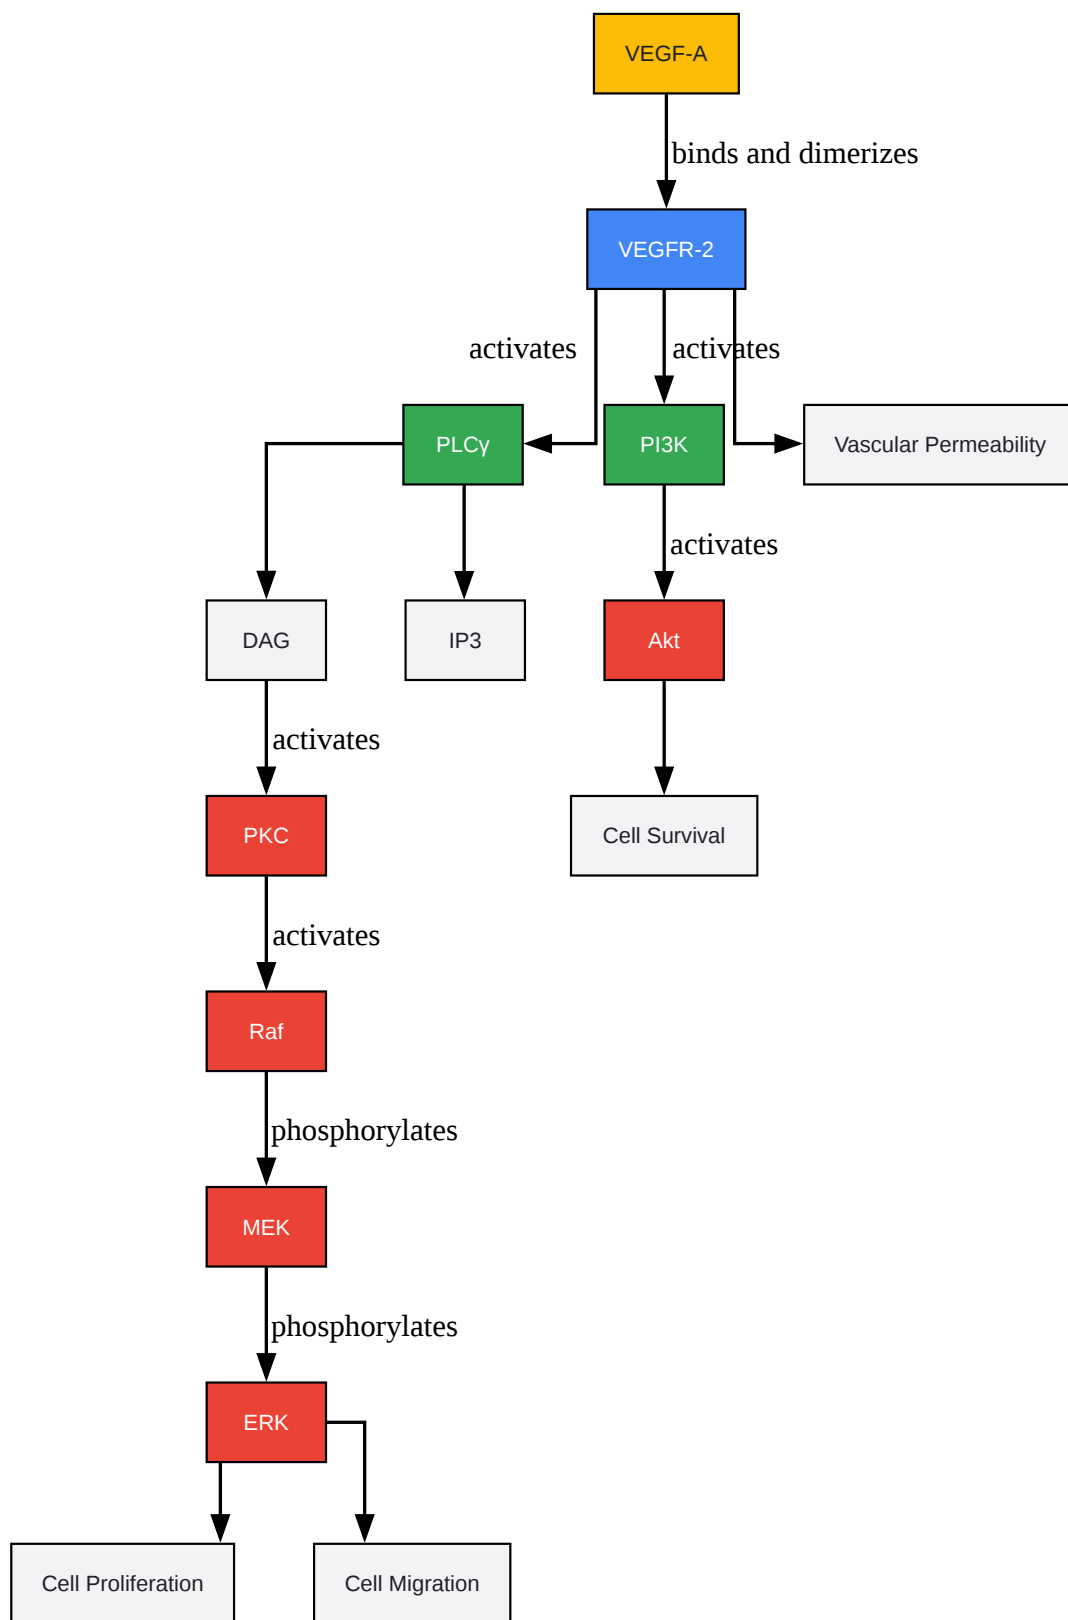 VEGF-A
binds and dimerizes
VEGFR-2
activates
activates
PLCγ
PI3K
Vascular Permeability
activates
DAG
IP3
Akt
activates
PKC
Cell Survival
activates
Raf
phosphorylates
MEK
phosphorylates
ERK
Cell Proliferation
Cell Migration